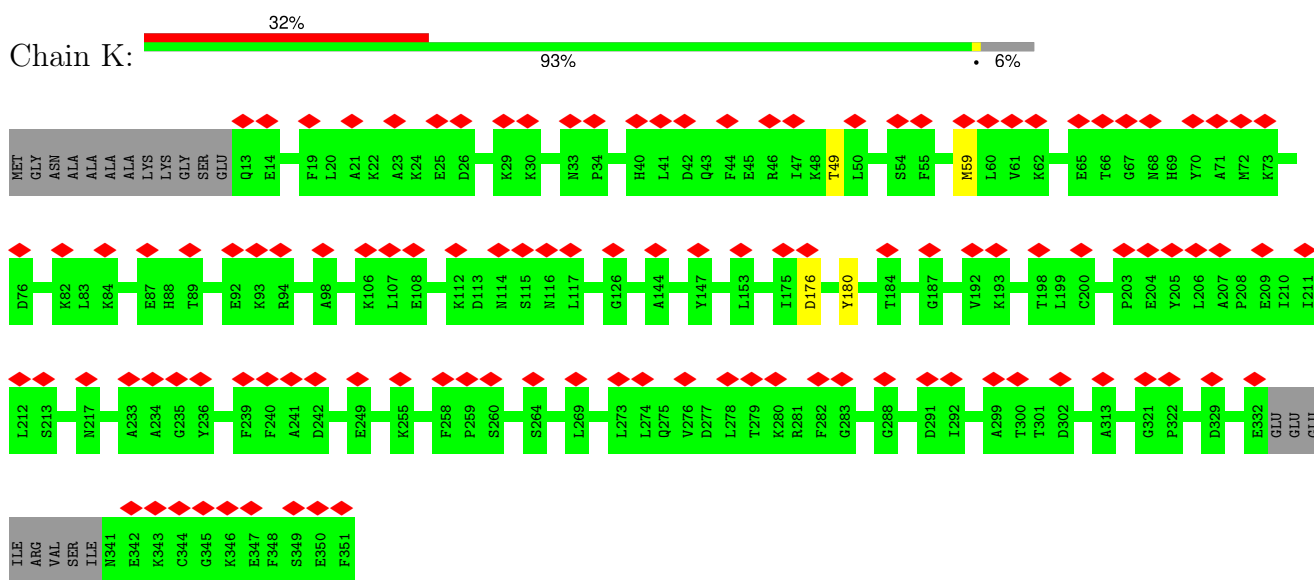 32%
Chain K:
93% • 6%
MET GLY ASN ALA ALA ALA ALA LYS LYS GLY SER GLU Q13 E14 F19 L20 A21 K22 A23 K24 E25 D26 K29 K30 N33 P34 H40 L41 D42 Q43 F44 E45 R46 I47 K48 T49 L50 S54 F55 M59 L60 V61 K62 E65 T66 G67 N68 H69 Y70 A71 M72 K73
D76 K82 L83 K84 E87 H88 T89 E92 K93 R94 A98 K106 L107 E108 K112 D113 N114 S115 N116 L117 G126 A144 Y147 L153 I175 D176 Y180 T184 G187 V192 K193 T198 L199 C200 P203 E204 Y205 L206 A207 P208 E209 I210 I211
L212 S213 N217 A233 A234 G235 Y236 F239 F240 A241 D242 E249 K255 F258 P259 S260 S264 L269 L273 L274 Q275 V276 D277 L278 T279 K280 R281 F282 G283 G288 D291 I292 A299 T300 T301 D302 A313 G321 P322 D329 E332 GLU GLU GLU
ILE ARG VAL SER ILE N341 E342 K343 C344 G345 K346 E347 F348 S349 E350 F351